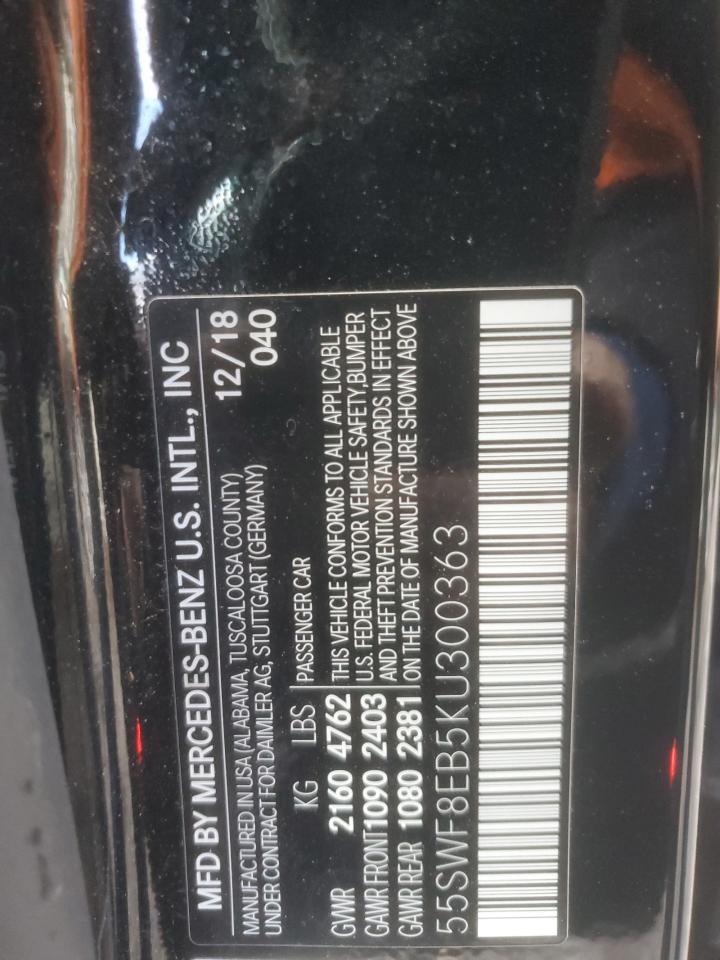 MFD BY MERCEDES-BENZ U.S. INTL., INC
MANUFACTURED IN USA (ALABAMA, TUSCALOOSA COUNTY) 12/18
UNDER CONTRACT FOR DAIMLER AG, STUTTGART (GERMANY) 040
KG LBS PASSENGER CAR
GVWR 2160 4762 THIS VEHICLE CONFORMS TO ALL APPLICABLE
U.S. FEDERAL MOTOR VEHICLE SAFETY,BUMPER
GAWR FRONT 1090 2403 AND THEFT PREVENTION STANDARDS IN EFFECT
GAWR REAR 1080 2381 ON THE DATE OF MANUFACTURE SHOWN ABOVE
55SWF8EB5KU300363